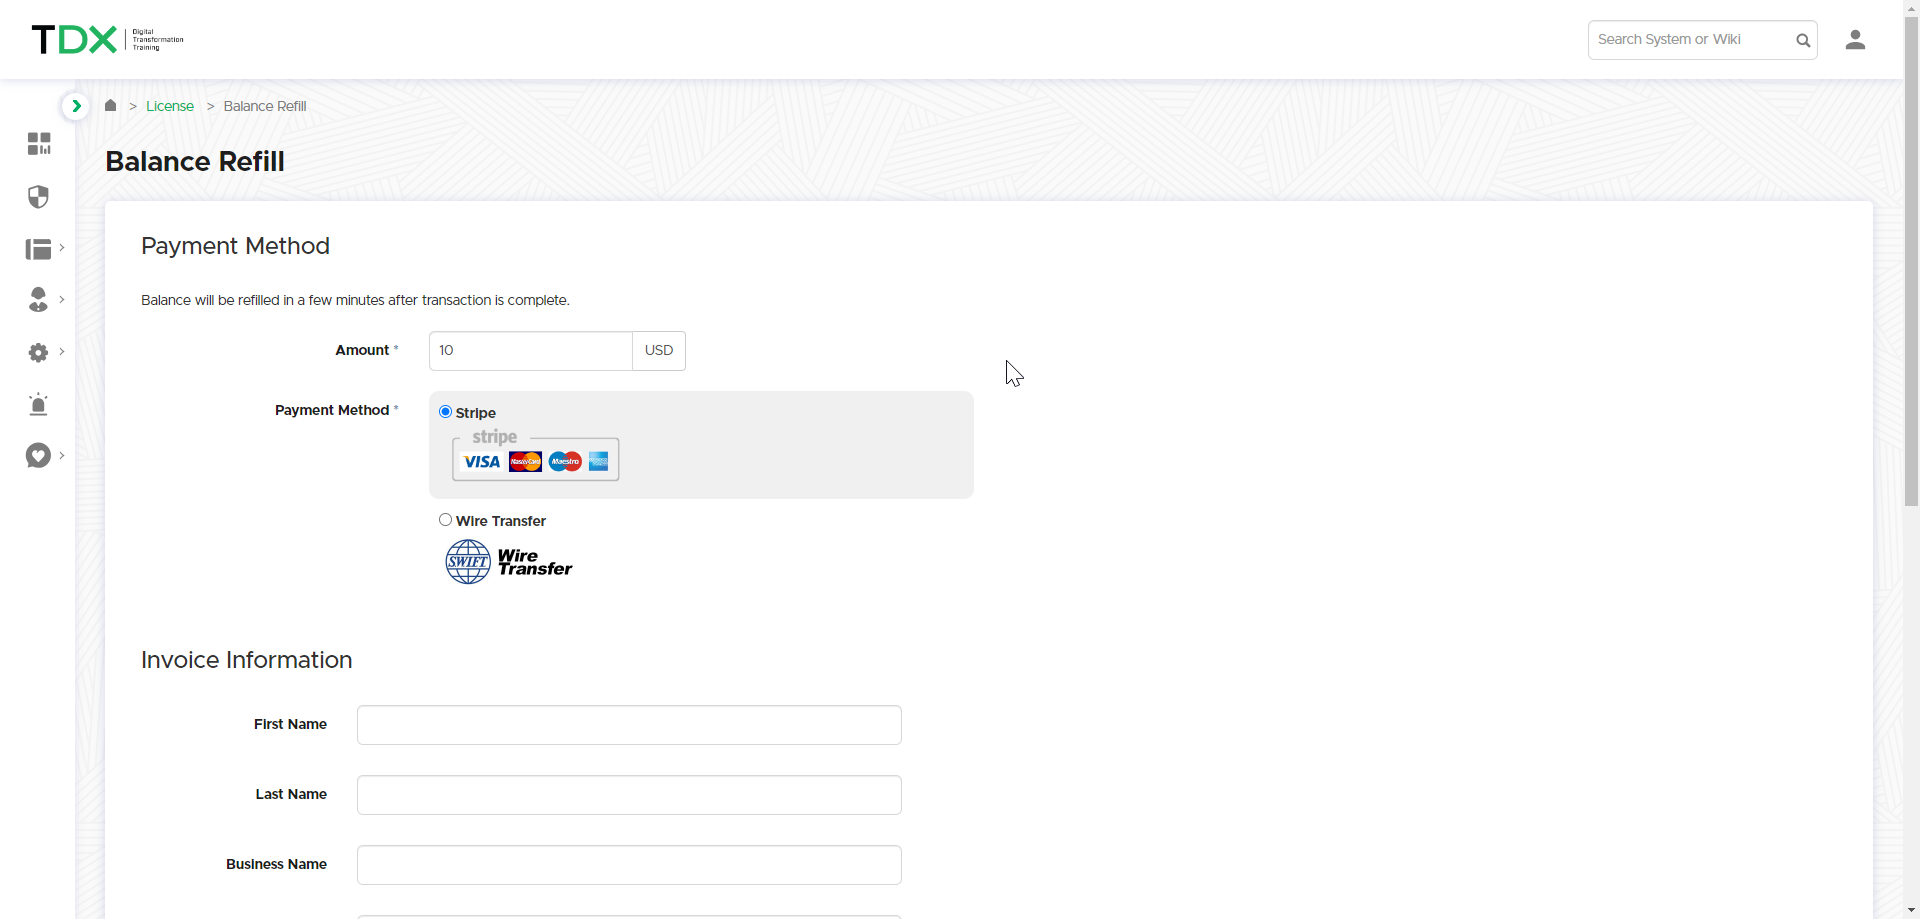 TDX
Digital
Transformation
Training
Search System or Wiki
> License > Balance Refill
Balance Refill
Payment Method
Balance will be refilled in a few minutes after transaction is complete.
Amount *
10
USD
Payment Method *
Stripe
stripe
VISA MasterCard Maestro
Wire Transfer
SWIFT Wire
Transfer
Invoice Information
First Name
Last Name
Business Name